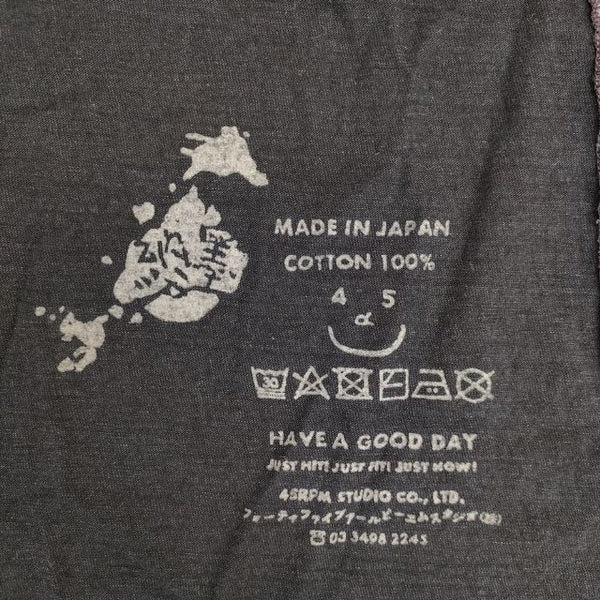 MADE IN JAPAN
COTTON 100%
4 5
R
30
HAVE A GOOD DAY
JUST HIT! JUST FIT! JUST NOW!
45RPM STUDIO CO., LTD.
フォーティファイブアールピーエムスタジオ(株)
☎03 3498 2245